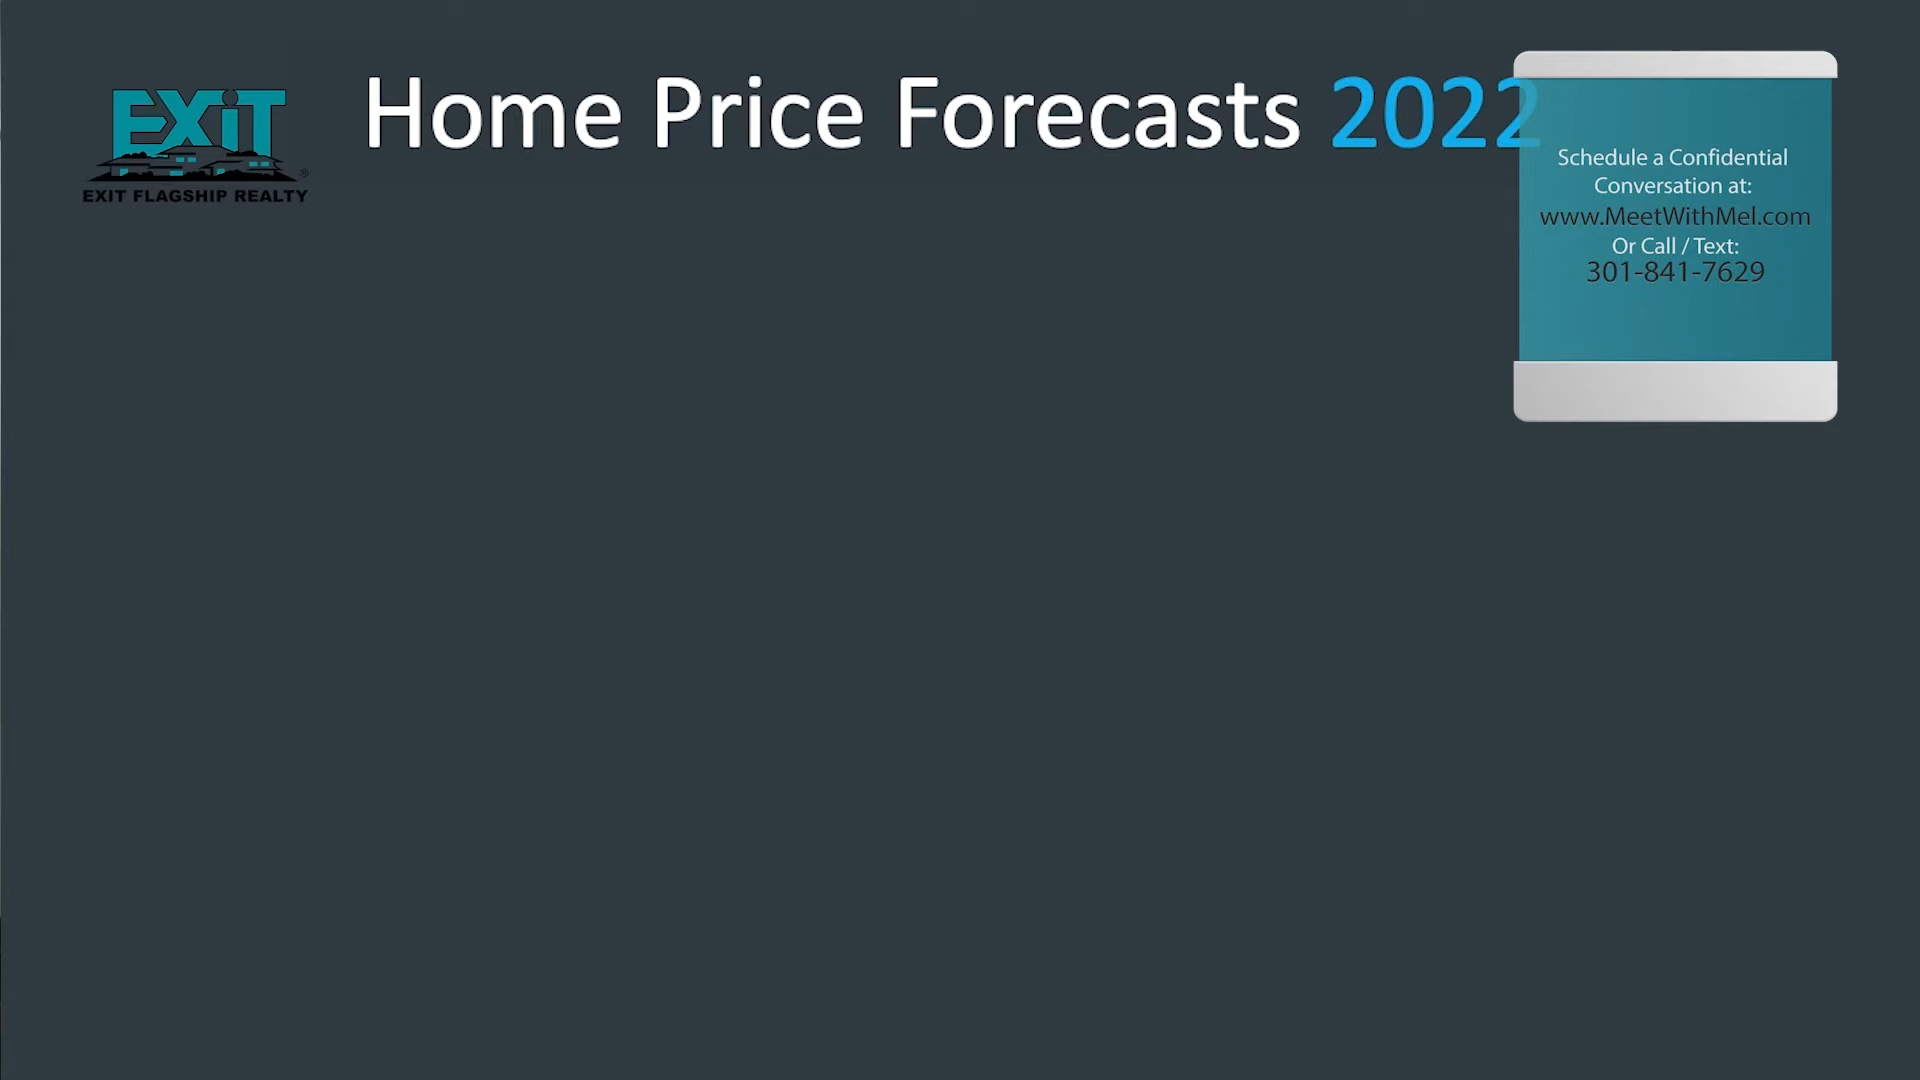 EXiT
®
EXIT FLAGSHIP REALTY
Home Price Forecasts 2022
Schedule a Confidential
Conversation at:
www.MeetWithMel.com
Or Call / Text:
301-841-7629